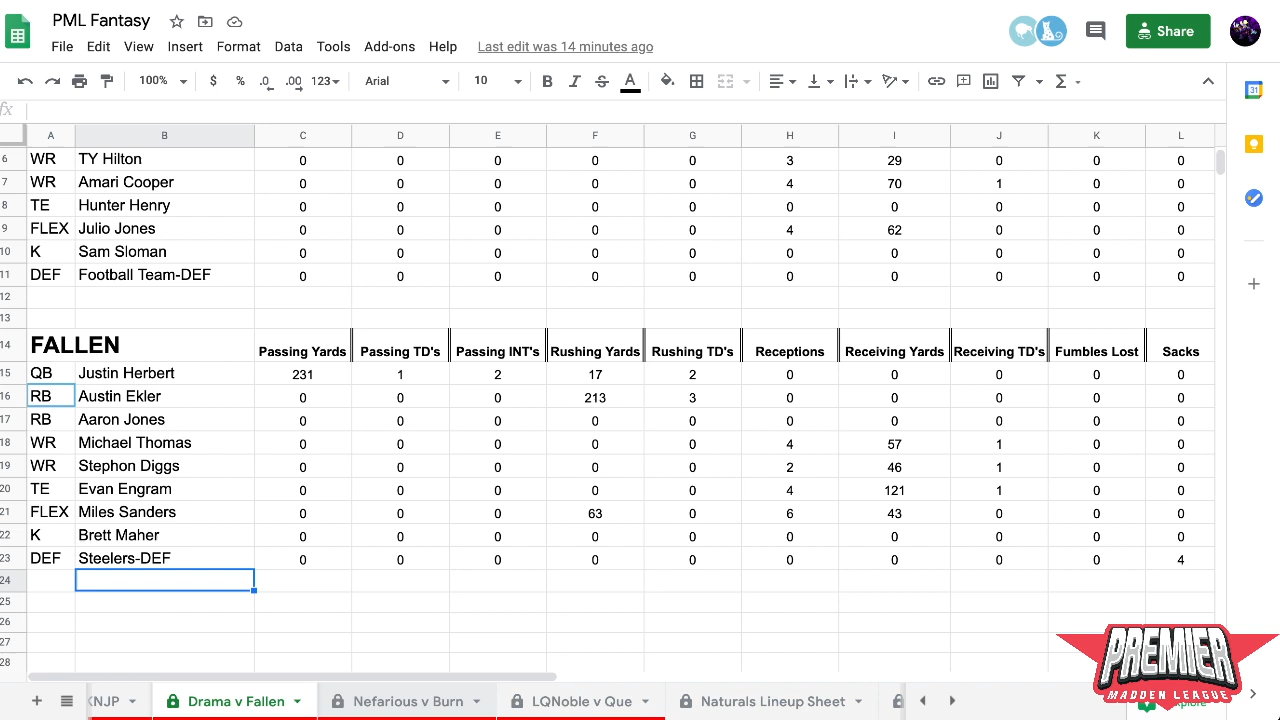 PML Fantasy
File Edit View Insert Format Data Tools Add-ons Help Last edit was 14 minutes ago
Share
100% $ % .0 .00 123 Arial 10 B I S A
fx
A B C D E F G H I J K L
6 WR TY Hilton 0 0 0 0 0 3 29 0 0 0
7 WR Amari Cooper 0 0 0 0 0 4 70 1 0 0
8 TE Hunter Henry 0 0 0 0 0 0 0 0 0 0
9 FLEX Julio Jones 0 0 0 0 0 4 62 0 0 0
10 K Sam Sloman 0 0 0 0 0 0 0 0 0 0
11 DEF Football Team-DEF 0 0 0 0 0 0 0 0 0 0
12
13
14 FALLEN Passing Yards Passing TD's Passing INT's Rushing Yards Rushing TD's Receptions Receiving Yards Receiving TD's Fumbles Lost Sacks
15 QB Justin Herbert 231 1 2 17 2 0 0 0 0 0
16 RB Austin Ekler 0 0 0 213 3 0 0 0 0 0
17 RB Aaron Jones 0 0 0 0 0 0 0 0 0 0
18 WR Michael Thomas 0 0 0 0 0 4 57 1 0 0
19 WR Stephon Diggs 0 0 0 0 0 2 46 1 0 0
20 TE Evan Engram 0 0 0 0 0 4 121 1 0 0
21 FLEX Miles Sanders 0 0 0 63 0 6 43 0 0 0
22 K Brett Maher 0 0 0 0 0 0 0 0 0 0
23 DEF Steelers-DEF 0 0 0 0 0 0 0 0 0 4
24
25
26
27
28
PREMIER
MADDEN LEAGUE
NJP Drama v Fallen Nefarious v Burn LQNoble v Que Naturals Lineup Sheet
31